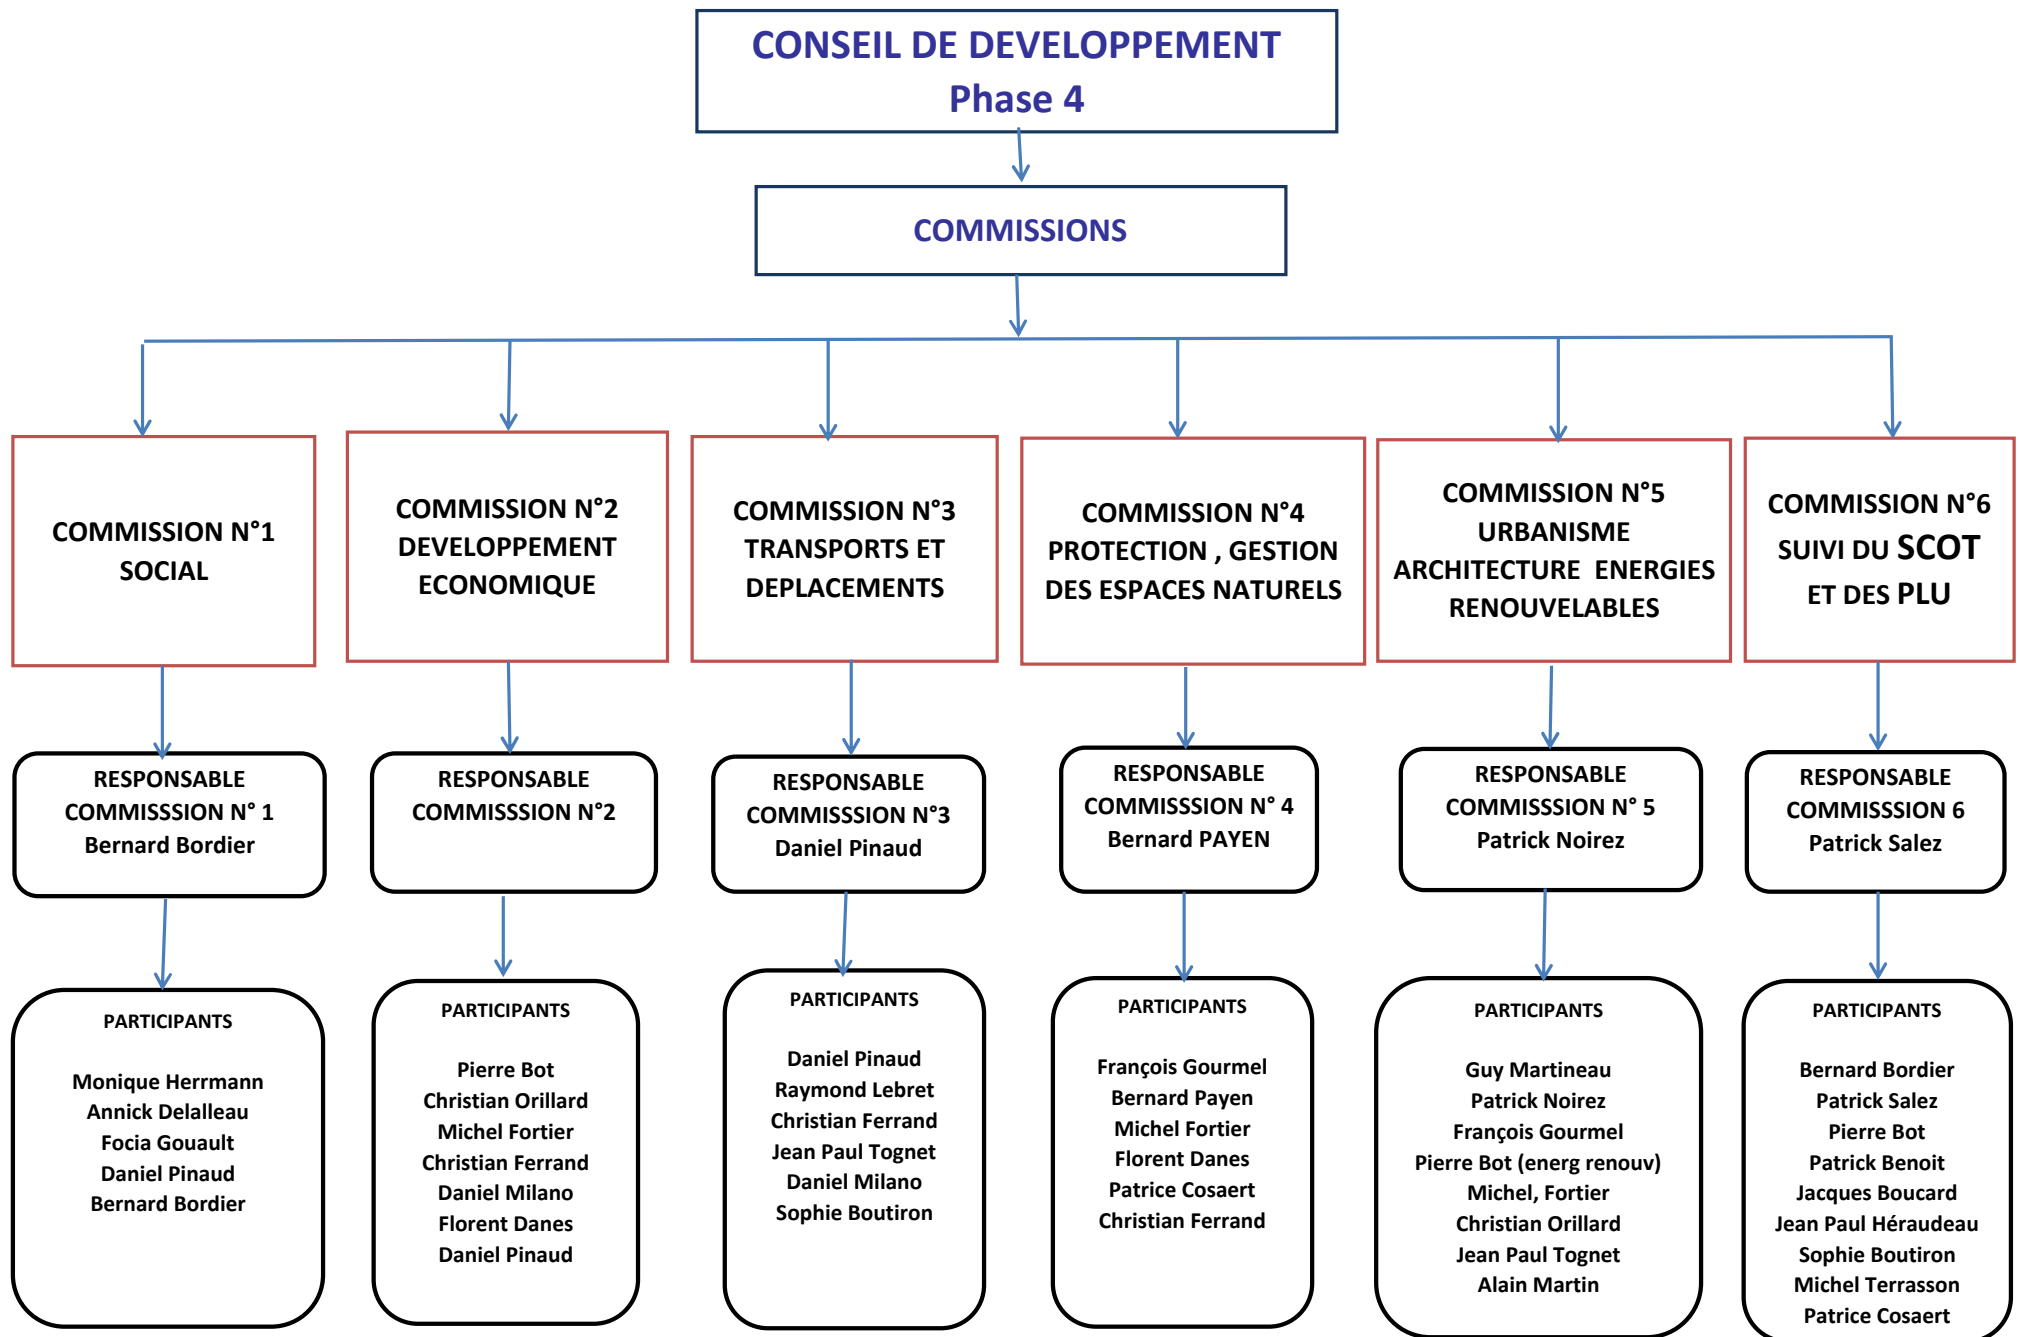 CONSEIL DE DEVELOPPEMENT
Phase 4
COMMISSIONS
COMMISSION N°1
SOCIAL
COMMISSION N°2
DEVELOPPEMENT
ECONOMIQUE
COMMISSION N°3
TRANSPORTS ET
DEPLACEMENTS
COMMISSION N°4
PROTECTION , GESTION
DES ESPACES NATURELS
COMMISSION N°5
URBANISME
ARCHITECTURE ENERGIES
RENOUVELABLES
COMMISSION N°6
SUIVI DU SCOT
ET DES PLU
RESPONSABLE
COMMISSSION N° 1
Bernard Bordier
RESPONSABLE
COMMISSSION N°2
RESPONSABLE
COMMISSSION N°3
Daniel Pinaud
RESPONSABLE
COMMISSSION N° 4
Bernard PAYEN
RESPONSABLE
COMMISSSION N° 5
Patrick Noirez
RESPONSABLE
COMMISSSION 6
Patrick Salez
PARTICIPANTS
Monique Herrmann
Annick Delalleau
Focia Gouault
Daniel Pinaud
Bernard Bordier
PARTICIPANTS
Pierre Bot
Christian Orillard
Michel Fortier
Christian Ferrand
Daniel Milano
Florent Danes
Daniel Pinaud
PARTICIPANTS
Daniel Pinaud
Raymond Lebret
Christian Ferrand
Jean Paul Tognet
Daniel Milano
Sophie Boutiron
PARTICIPANTS
François Gourmel
Bernard Payen
Michel Fortier
Florent Danes
Patrice Cosaert
Christian Ferrand
PARTICIPANTS
Guy Martineau
Patrick Noirez
François Gourmel
Pierre Bot (energ renouv)
Michel, Fortier
Christian Orillard
Jean Paul Tognet
Alain Martin
PARTICIPANTS
Bernard Bordier
Patrick Salez
Pierre Bot
Patrick Benoit
Jacques Boucard
Jean Paul Héraudeau
Sophie Boutiron
Michel Terrasson
Patrice Cosaert